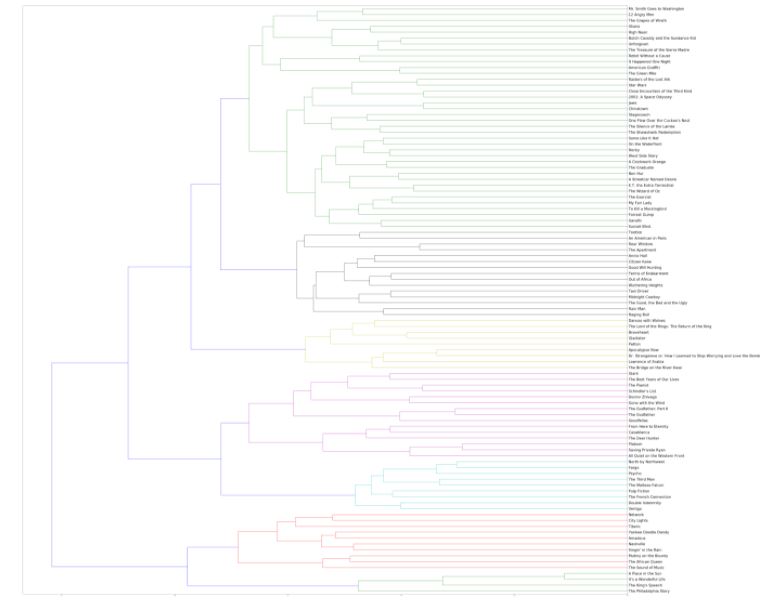 Mr. Smith Goes to Washington
12 Angry Men
The Grapes of Wrath
Shane
High Noon
Butch Cassidy and the Sundance Kid
Unforgiven
The Treasure of the Sierra Madre
Rebel Without a Cause
It Happened One Night
American Graffiti
The Green Mile
Raiders of the Lost Ark
Star Wars
Close Encounters of the Third Kind
2001: A Space Odyssey
Jaws
Chinatown
Stagecoach
One Flew Over the Cuckoo's Nest
The Silence of the Lambs
The Shawshank Redemption
Some Like It Hot
On the Waterfront
Rocky
West Side Story
A Clockwork Orange
The Graduate
Ben-Hur
A Streetcar Named Desire
E.T. the Extra-Terrestrial
The Wizard of Oz
The Exorcist
My Fair Lady
To Kill a Mockingbird
Forrest Gump
Gandhi
Sunset Blvd.
Tootsie
An American in Paris
Rear Window
The Apartment
Annie Hall
Citizen Kane
Good Will Hunting
Terms of Endearment
Out of Africa
Wuthering Heights
Taxi Driver
Midnight Cowboy
The Good, the Bad and the Ugly
Rain Man
Raging Bull
Dances with Wolves
The Lord of the Rings: The Return of the King
Braveheart
Gladiator
Patton
Apocalypse Now
Dr. Strangelove or: How I Learned to Stop Worrying and Love the Bomb
Lawrence of Arabia
The Bridge on the River Kwai
Giant
The Best Years of Our Lives
The Pianist
Schindler's List
Doctor Zhivago
Gone with the Wind
The Godfather: Part II
The Godfather
Goodfellas
From Here to Eternity
Casablanca
The Deer Hunter
Platoon
Saving Private Ryan
All Quiet on the Western Front
North by Northwest
Fargo
Psycho
The Third Man
The Maltese Falcon
Pulp Fiction
The French Connection
Double Indemnity
Vertigo
Network
City Lights
Titanic
Yankee Doodle Dandy
Amadeus
Nashville
Singin' in the Rain
Mutiny on the Bounty
The African Queen
The Sound of Music
A Place in the Sun
It's a Wonderful Life
The King's Speech
The Philadelphia Story